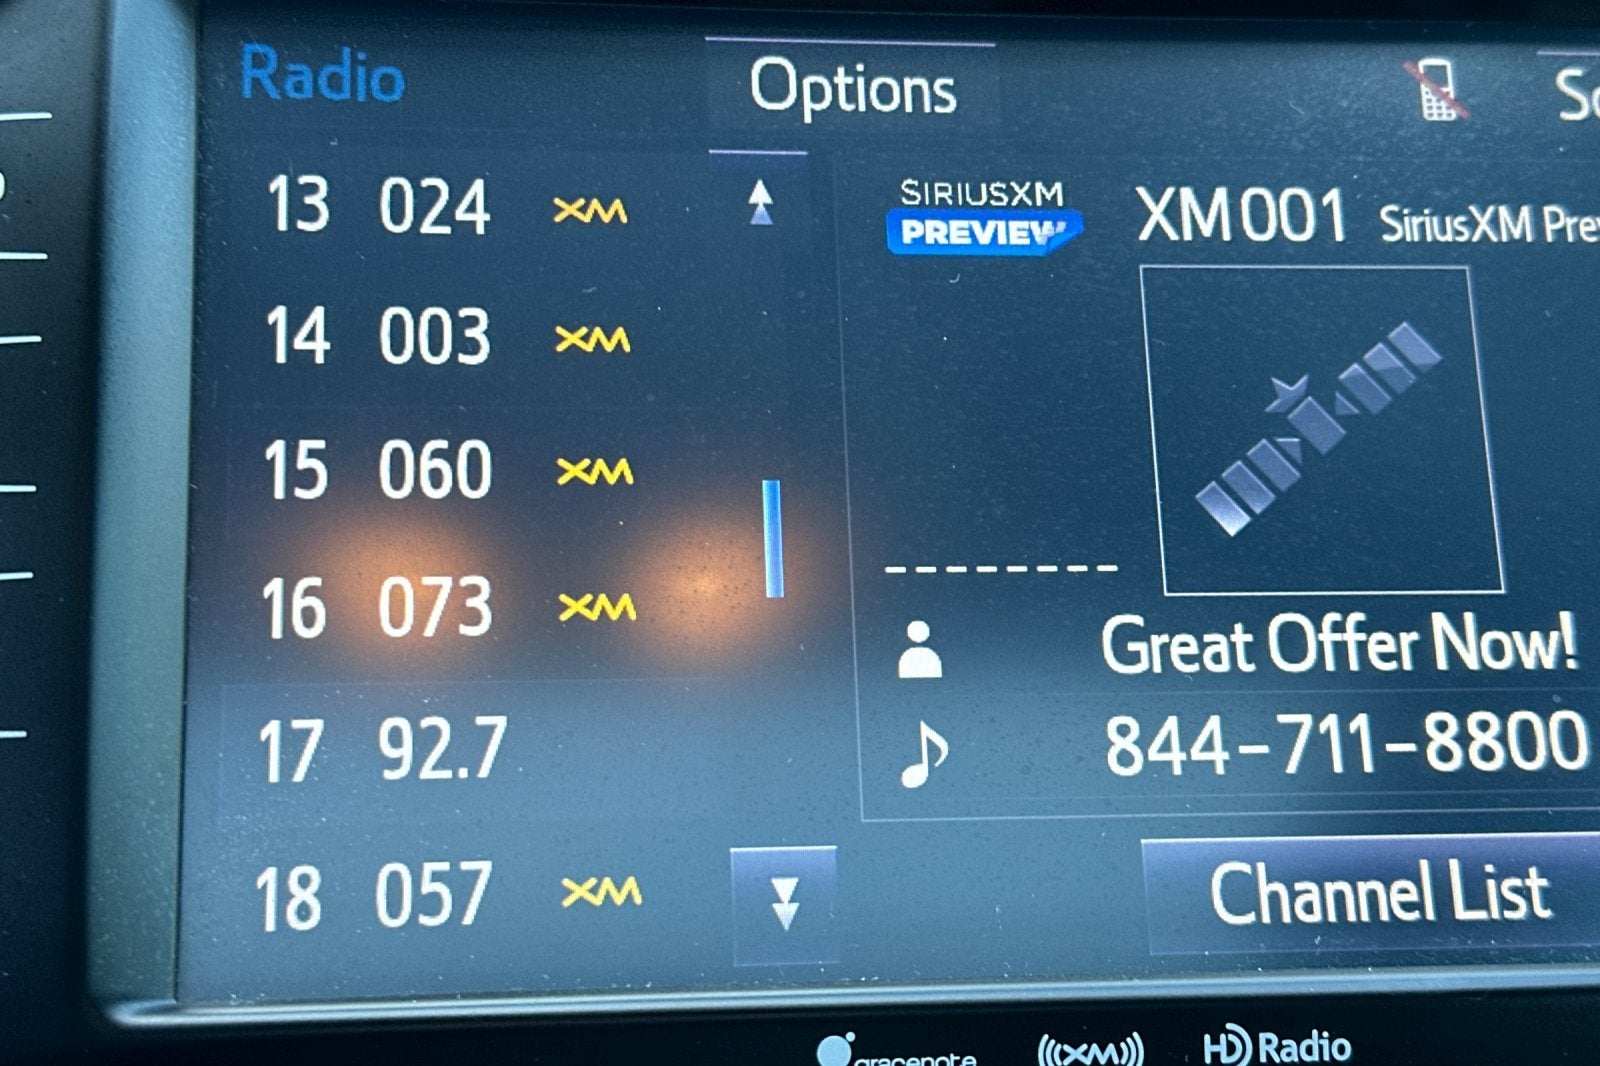 Radio
Options
13 024 XM
14 003 XM
15 060 XM
16 073 XM
17 92.7
18 057 XM
SIRIUSXM
PREVIEW
XM001 SiriusXM
Great Offer Now!
844-711-8800
Channel List
gracenote
((XM))
HD Radio